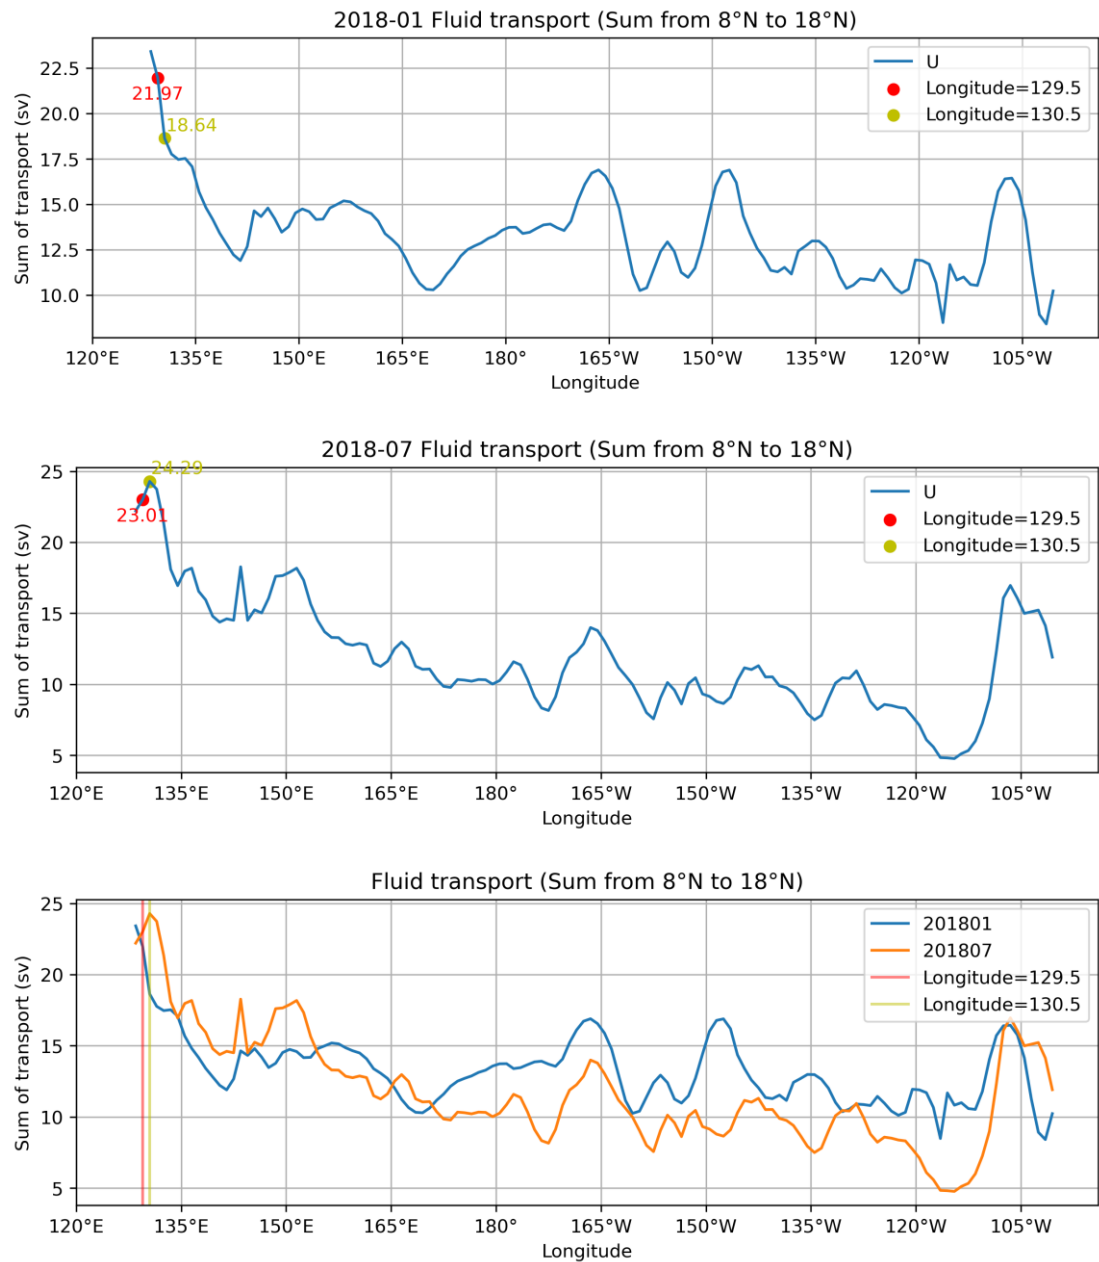 2018-01 Fluid transport (Sum from 8°N to 18°N)
Sum of transport (sv)
22.5
20.0
17.5
15.0
12.5
10.0
21.97
18.64
U
Longitude=129.5
Longitude=130.5
120°E 135°E 150°E 165°E 180° 165°W 150°W 135°W 120°W 105°W
Longitude
2018-07 Fluid transport (Sum from 8°N to 18°N)
Sum of transport (sv)
25
20
15
10
5
24.29
23.01
U
Longitude=129.5
Longitude=130.5
120°E 135°E 150°E 165°E 180° 165°W 150°W 135°W 120°W 105°W
Longitude
Fluid transport (Sum from 8°N to 18°N)
Sum of transport (sv)
25
20
15
10
5
201801
201807
Longitude=129.5
Longitude=130.5
120°E 135°E 150°E 165°E 180° 165°W 150°W 135°W 120°W 105°W
Longitude